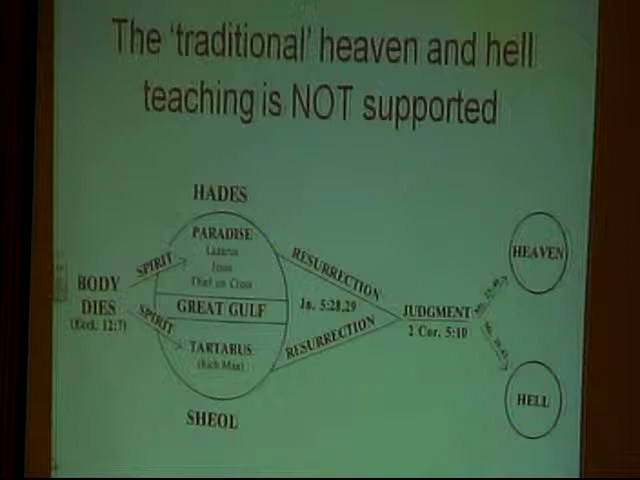 The 'traditional' heaven and hell
teaching is NOT supported
HADES
PARADISE
Lazarus
Jesus
Thief on Cross
SPIRIT
BODY
DIES
(Eccl. 12:7)
SPIRIT
GREAT GULF
TARTARUS
(Rich Man)
SHEOL
RESURRECTION
Jn. 5:28,29
RESURRECTION
JUDGMENT
2 Cor. 5:10
HEAVEN
HELL